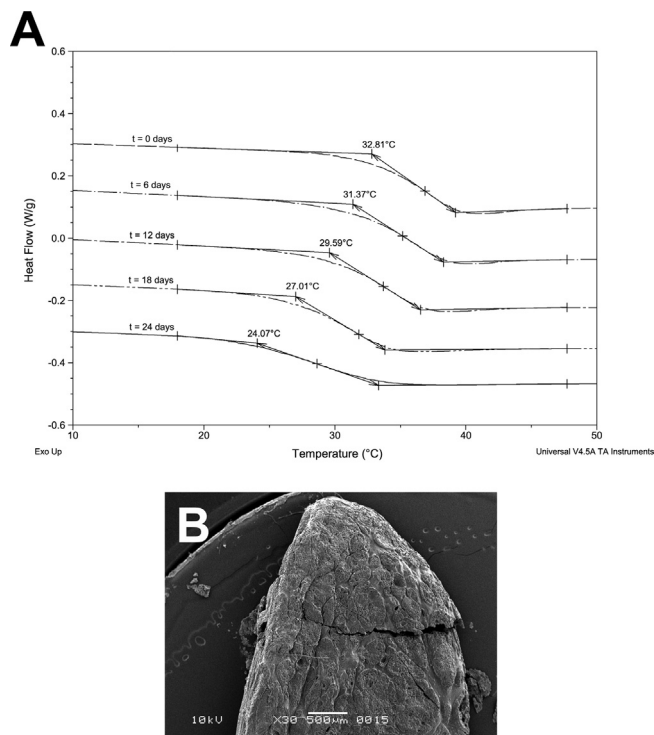 A
0.6
0.4
0.2
0.0
-0.2
-0.4
-0.6
Heat Flow (W/g)
t = 0 days
32.81°C
t = 6 days
31.37°C
t = 12 days
29.59°C
t = 18 days
27.01°C
t = 24 days
24.07°C
10
20
30
40
50
Exo Up
Temperature (°C)
Universal V4.5A TA Instruments
B
10kV
X30 500µm 0015